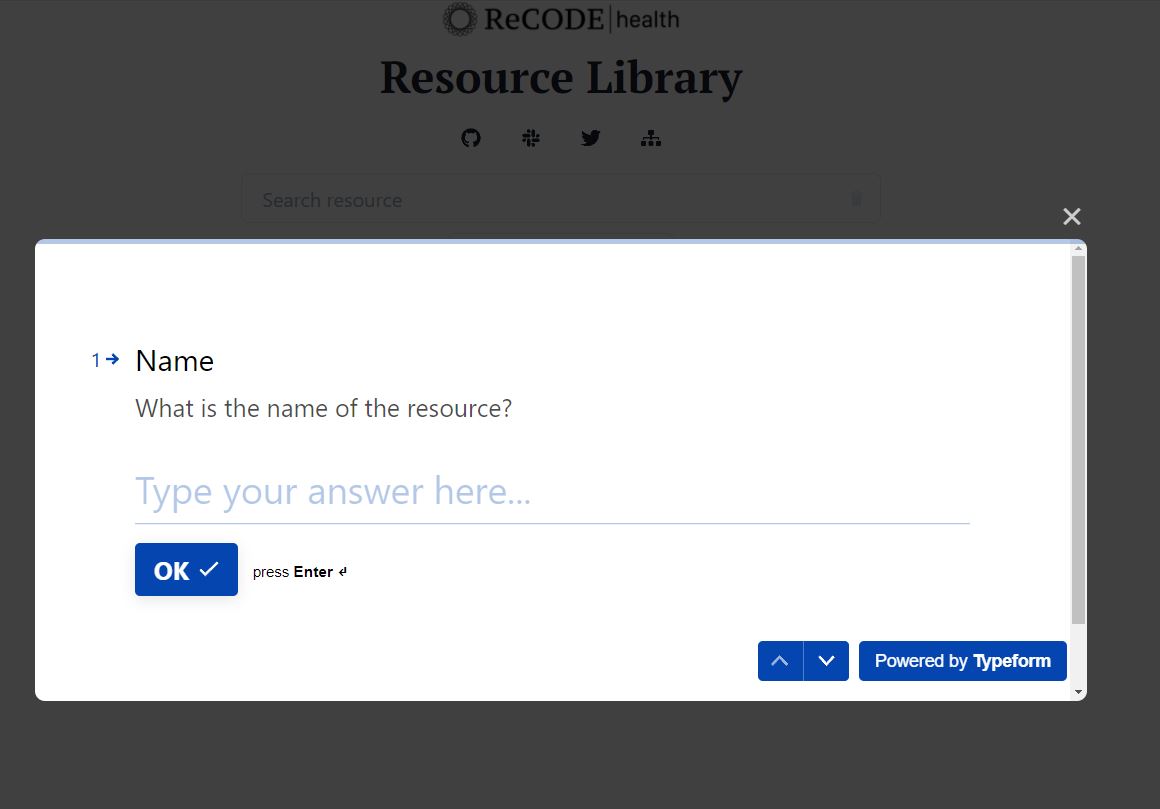 ReCODE health
Resource Library
Search resource
1 Name
What is the name of the resource?
Type your answer here...
OK press Enter ↵
Powered by Typeform